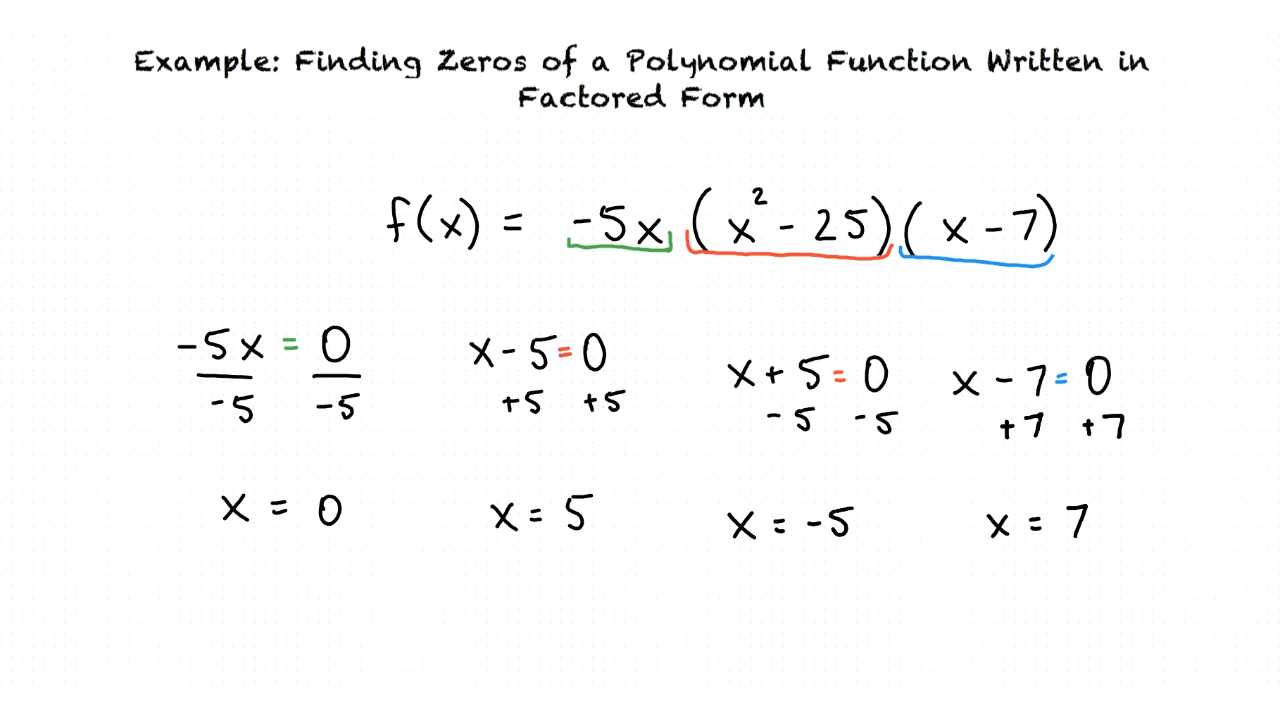 Example: Finding Zeros of a Polynomial Function Written in
Factored Form
f(x) = -5x (x² - 25)(x - 7)
-5x = 0
-5 -5
x = 0
x - 5 = 0
+5 +5
x = 5
x + 5 = 0
-5 -5
x = -5
x - 7 = 0
+7 +7
x = 7